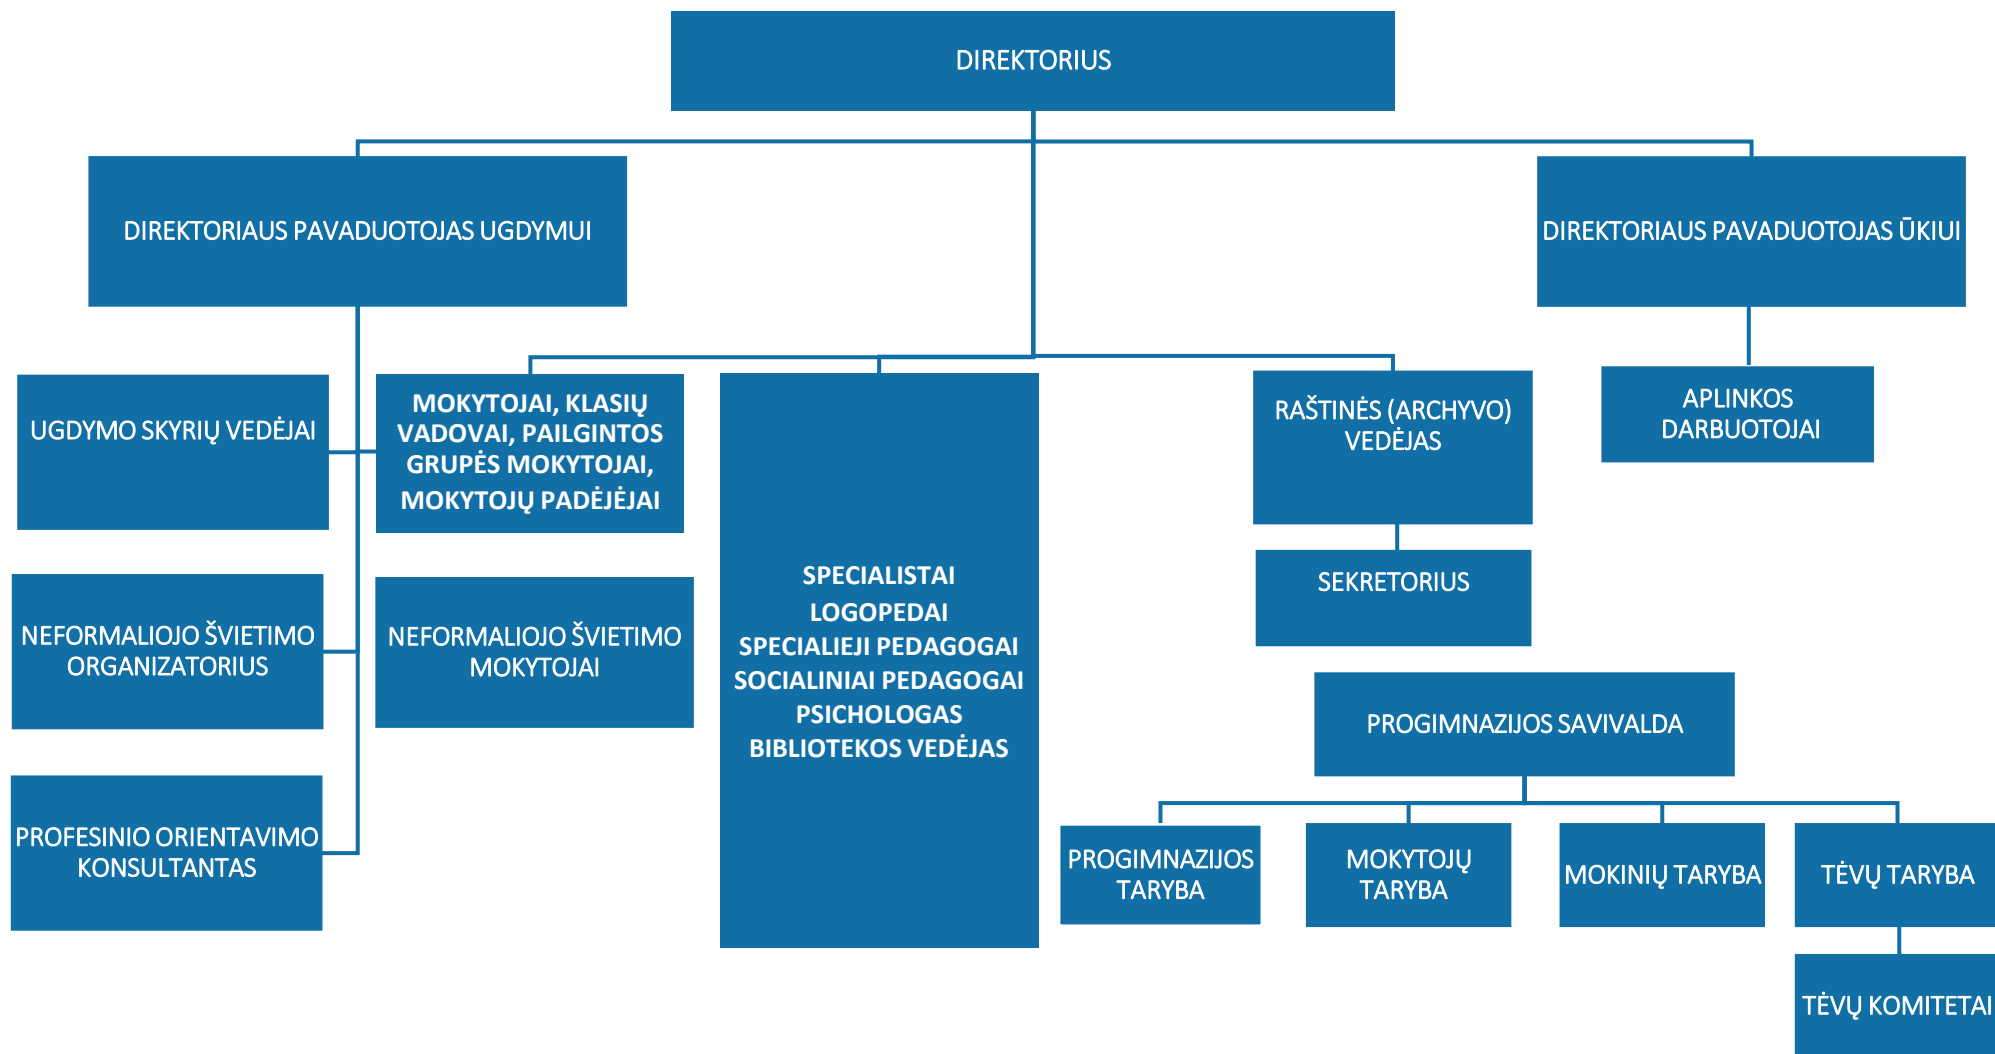 DIREKTORIUS
DIREKTORIAUS PAVADUOTOJAS UGDYMUI
DIREKTORIAUS PAVADUOTOJAS ŪKIUI
UGDYMO SKYRIŲ VEDĖJAI
MOKYTOJAI, KLASIŲ
VADOVAI, PAILGINTOS
GRUPĖS MOKYTOJAI,
MOKYTOJŲ PADĖJĖJAI
RAŠTINĖS (ARCHYVO)
VEDĖJAS
APLINKOS
DARBUOTOJAI
SEKRETORIUS
NEFORMALIOJO ŠVIETIMO
ORGANIZATORIUS
NEFORMALIOJO ŠVIETIMO
MOKYTOJAI
SPECIALISTAI
LOGOPEDAI
SPECIALIEJI PEDAGOGAI
SOCIALINIAI PEDAGOGAI
PSICHOLOGAS
BIBLIOTEKOS VEDĖJAS
PROFESINIO ORIENTAVIMO
KONSULTANTAS
PROGIMNAZIJOS SAVIVALDA
PROGIMNAZIJOS
TARYBA
MOKYTOJŲ
TARYBA
MOKINIŲ TARYBA
TĖVŲ TARYBA
TĖVŲ KOMITETAI